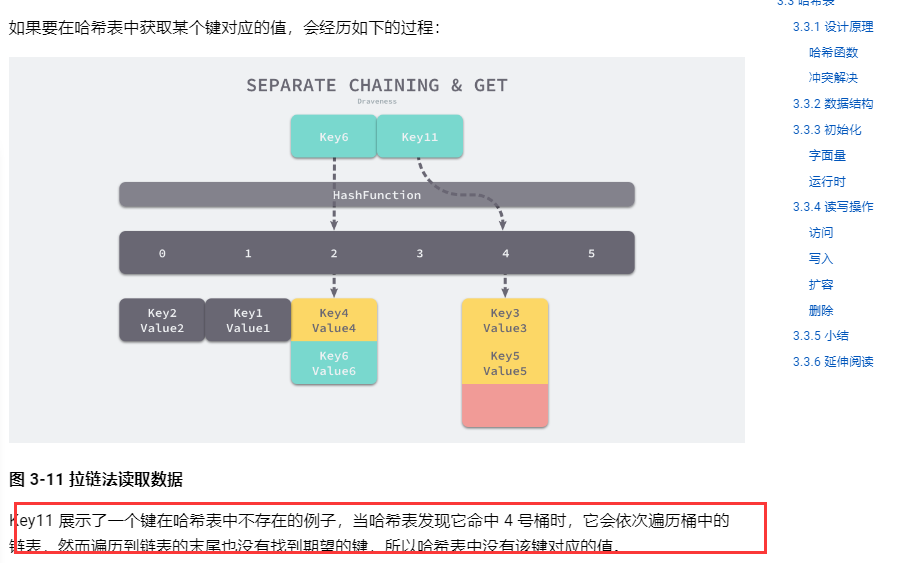 如果要在哈希表中获取某个键对应的值，会经历如下的过程：
SEPARATE CHAINING & GET
Draveness
Key6 Key11
HashFunction
0 1 2 3 4 5
Key2 Key1 Key4 Key3
Value2 Value1 Value4 Value3
Key6 Key5
Value6 Value5
图 3-11 拉链法读取数据
Key11 展示了一个键在哈希表中不存在的例子，当哈希表发现它命中 4 号桶时，它会依次遍历桶中的
链表，然而遍历到链表的末尾也没有找到期望的键，所以哈希表中没有该键对应的值。
3.3 哈希表
3.3.1 设计原理
哈希函数
冲突解决
3.3.2 数据结构
3.3.3 初始化
字面量
运行时
3.3.4 读写操作
访问
写入
扩容
删除
3.3.5 小结
3.3.6 延伸阅读